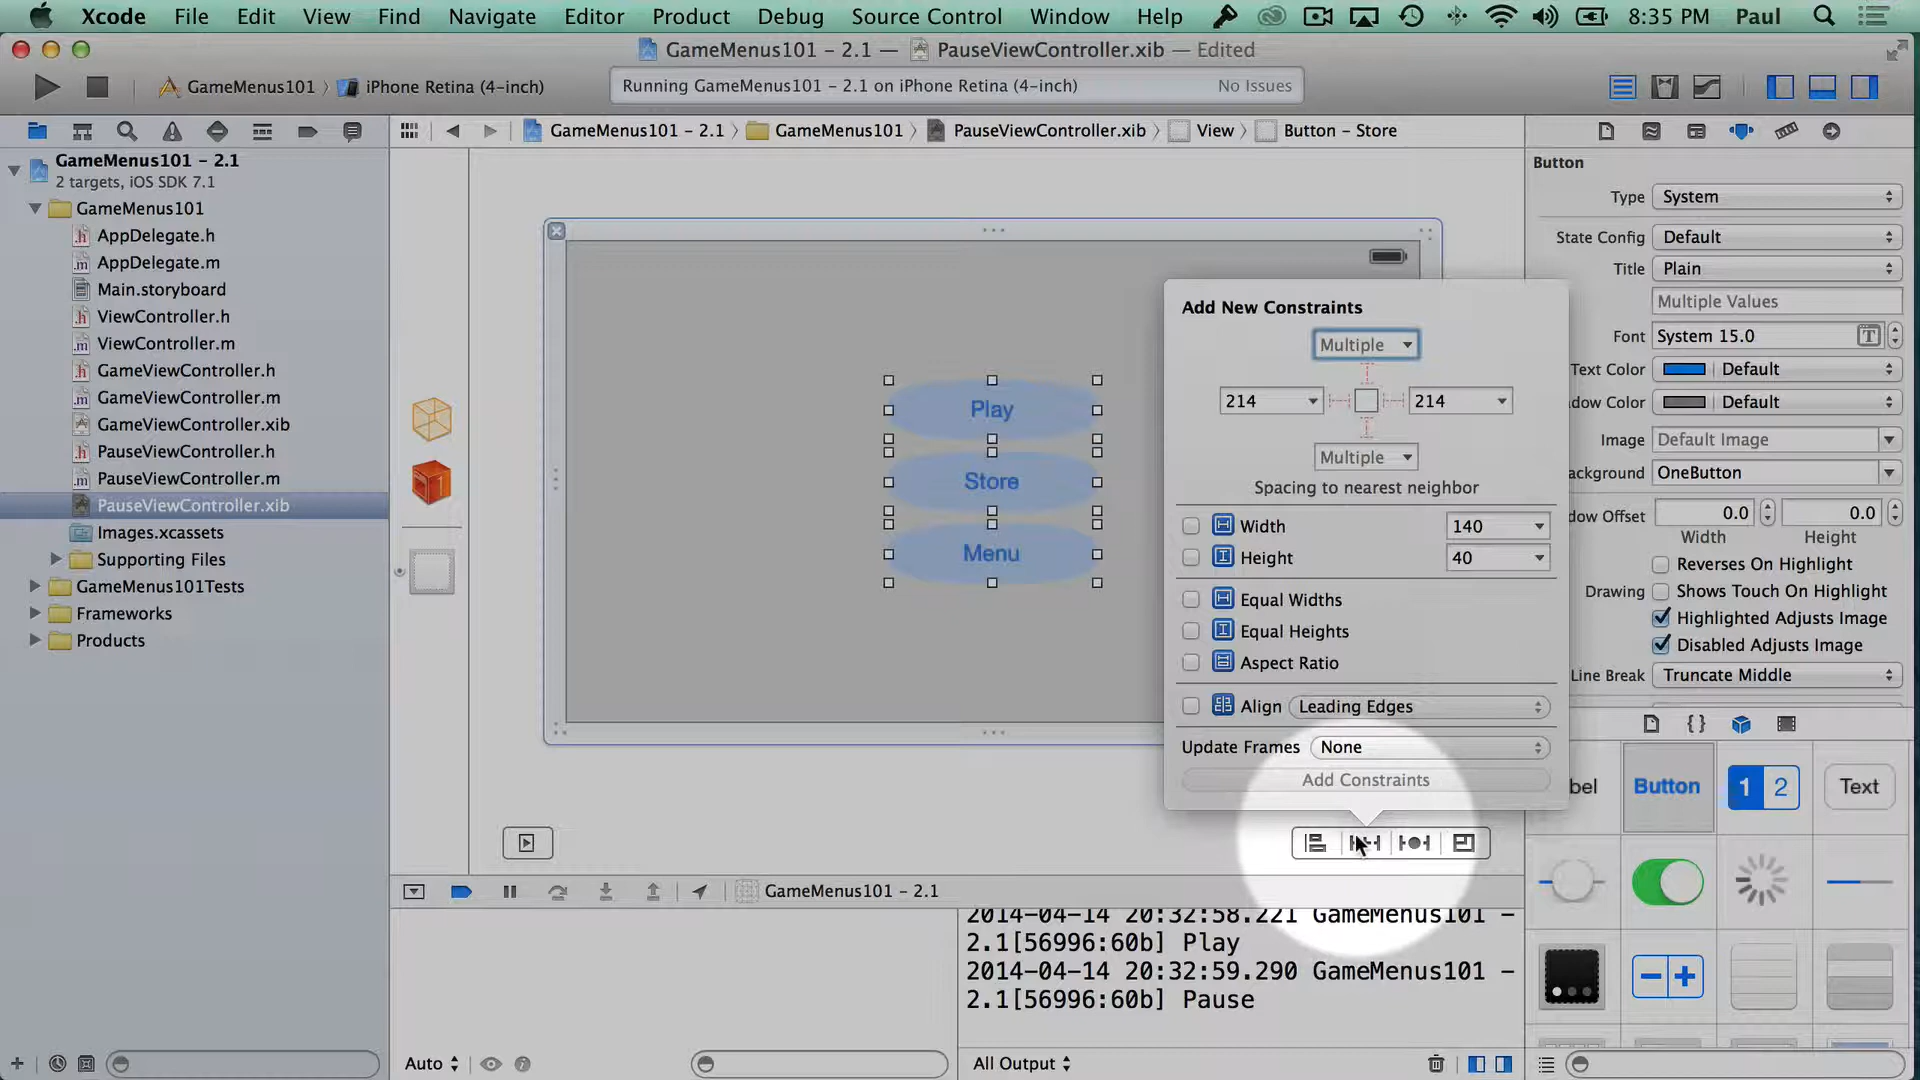 Xcode File Edit View Find Navigate Editor Product Debug Source Control Window Help 8:35 PM Paul
GameMenus101 – 2.1 — PauseViewController.xib — Edited
GameMenus101 iPhone Retina (4-inch)
Running GameMenus101 – 2.1 on iPhone Retina (4-inch) No Issues
GameMenus101 – 2.1 GameMenus101 PauseViewController.xib View Button – Store
GameMenus101 – 2.1
2 targets, iOS SDK 7.1
GameMenus101
AppDelegate.h
AppDelegate.m
Main.storyboard
ViewController.h
ViewController.m
GameViewController.h
GameViewController.m
GameViewController.xib
PauseViewController.h
PauseViewController.m
PauseViewController.xib
Images.xcassets
Supporting Files
GameMenus101Tests
Frameworks
Products
Play
Store
Menu
Add New Constraints
Multiple
214 214
Multiple
Spacing to nearest neighbor
Width 140
Height 40
Equal Widths
Equal Heights
Aspect Ratio
Align Leading Edges
Update Frames None
Add Constraints
Button
Type System
State Config Default
Title Plain
Multiple Values
Font System 15.0 T
Text Color Default
dow Color Default
Image Default Image
ackground OneButton
dow Offset 0.0 0.0
Width Height
Reverses On Highlight
Drawing Shows Touch On Highlight
Highlighted Adjusts Image
Disabled Adjusts Image
Line Break Truncate Middle
{ }
bel Button 1 2 Text
GameMenus101 – 2.1
2014-04-14 20:32:58.221 GameMenus101 -
2.1[56996:60b] Play
2014-04-14 20:32:59.290 GameMenus101 -
2.1[56996:60b] Pause
Auto
All Output